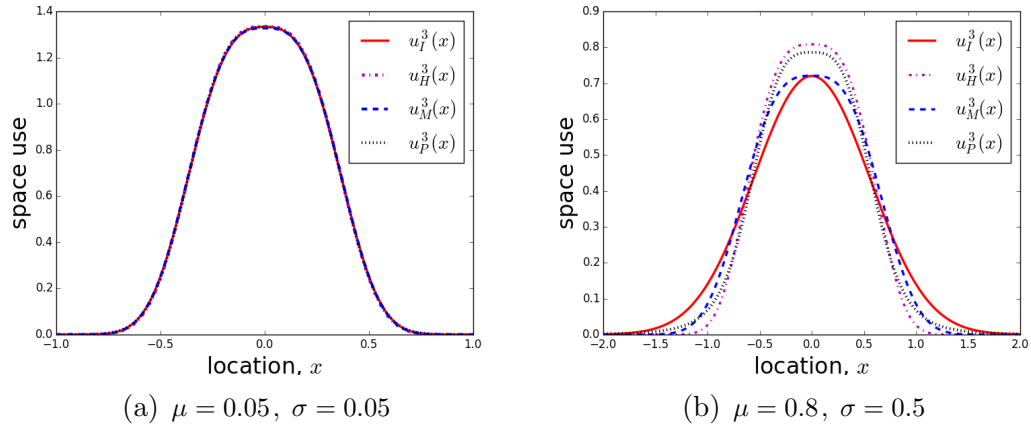 1.4
1.2
1.0
0.8
0.6
0.4
0.2
0.0
−1.0 −0.5 0.0 0.5 1.0
space use
location, x
u_I^3(x)
u_H^3(x)
u_M^3(x)
u_P^3(x)
(a) μ = 0.05, σ = 0.05
0.9
0.8
0.7
0.6
0.5
0.4
0.3
0.2
0.1
0.0
−2.0 −1.5 −1.0 −0.5 0.0 0.5 1.0 1.5 2.0
space use
location, x
u_I^3(x)
u_H^3(x)
u_M^3(x)
u_P^3(x)
(b) μ = 0.8, σ = 0.5